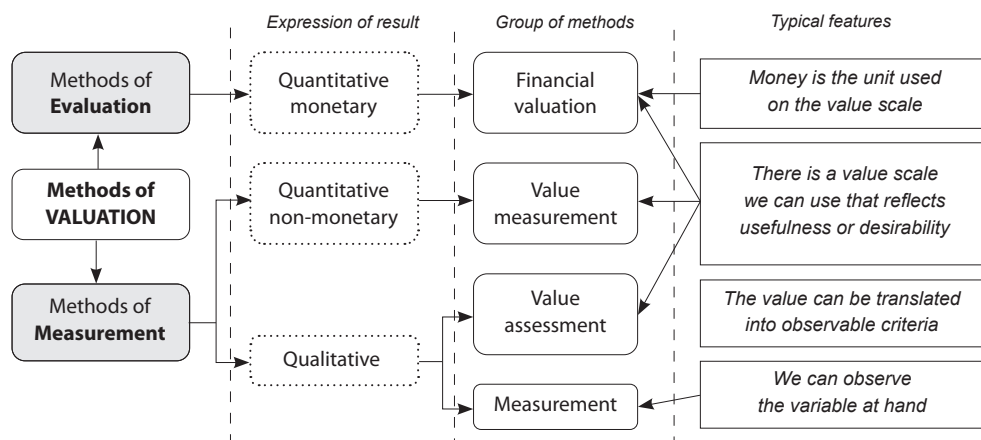 Expression of result
Group of methods
Typical features
Methods of
Evaluation
Methods of
VALUATION
Methods of
Measurement
Quantitative
monetary
Quantitative
non-monetary
Qualitative
Financial
valuation
Value
measurement
Value
assessment
Measurement
Money is the unit used
on the value scale
There is a value scale
we can use that reflects
usefulness or desirability
The value can be translated
into observable criteria
We can observe
the variable at hand